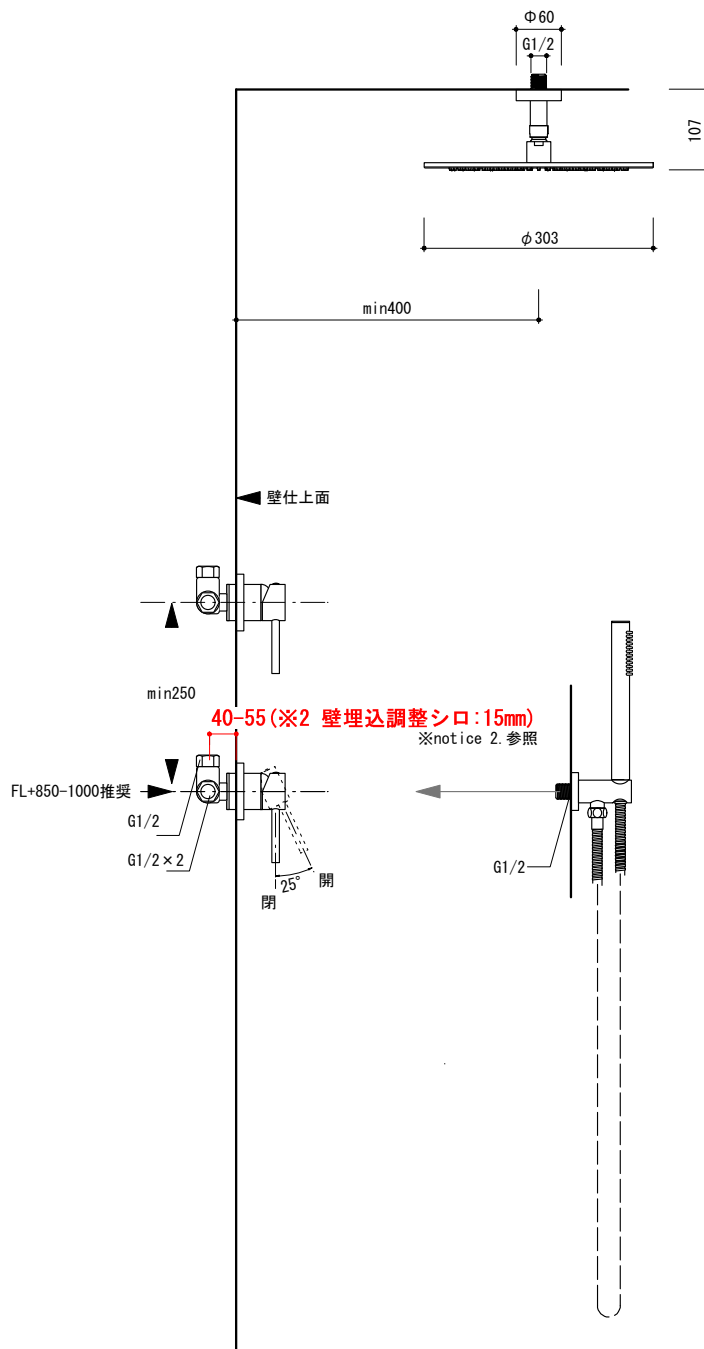 Φ60
G1/2
107
φ303
min400
壁仕上面
min250
40-55(※2 壁埋込調整シロ:15mm)
※notice 2.参照
FL+850-1000推奨
G1/2
G1/2×2
25°
開
閉
G1/2